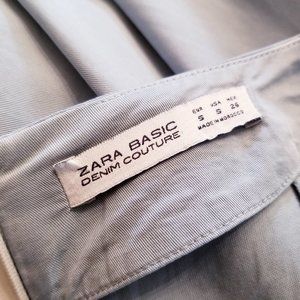 ZARA BASIC
DENIM COUTURE
EUR USA MEX
S S 26
MADE IN MOROCCO